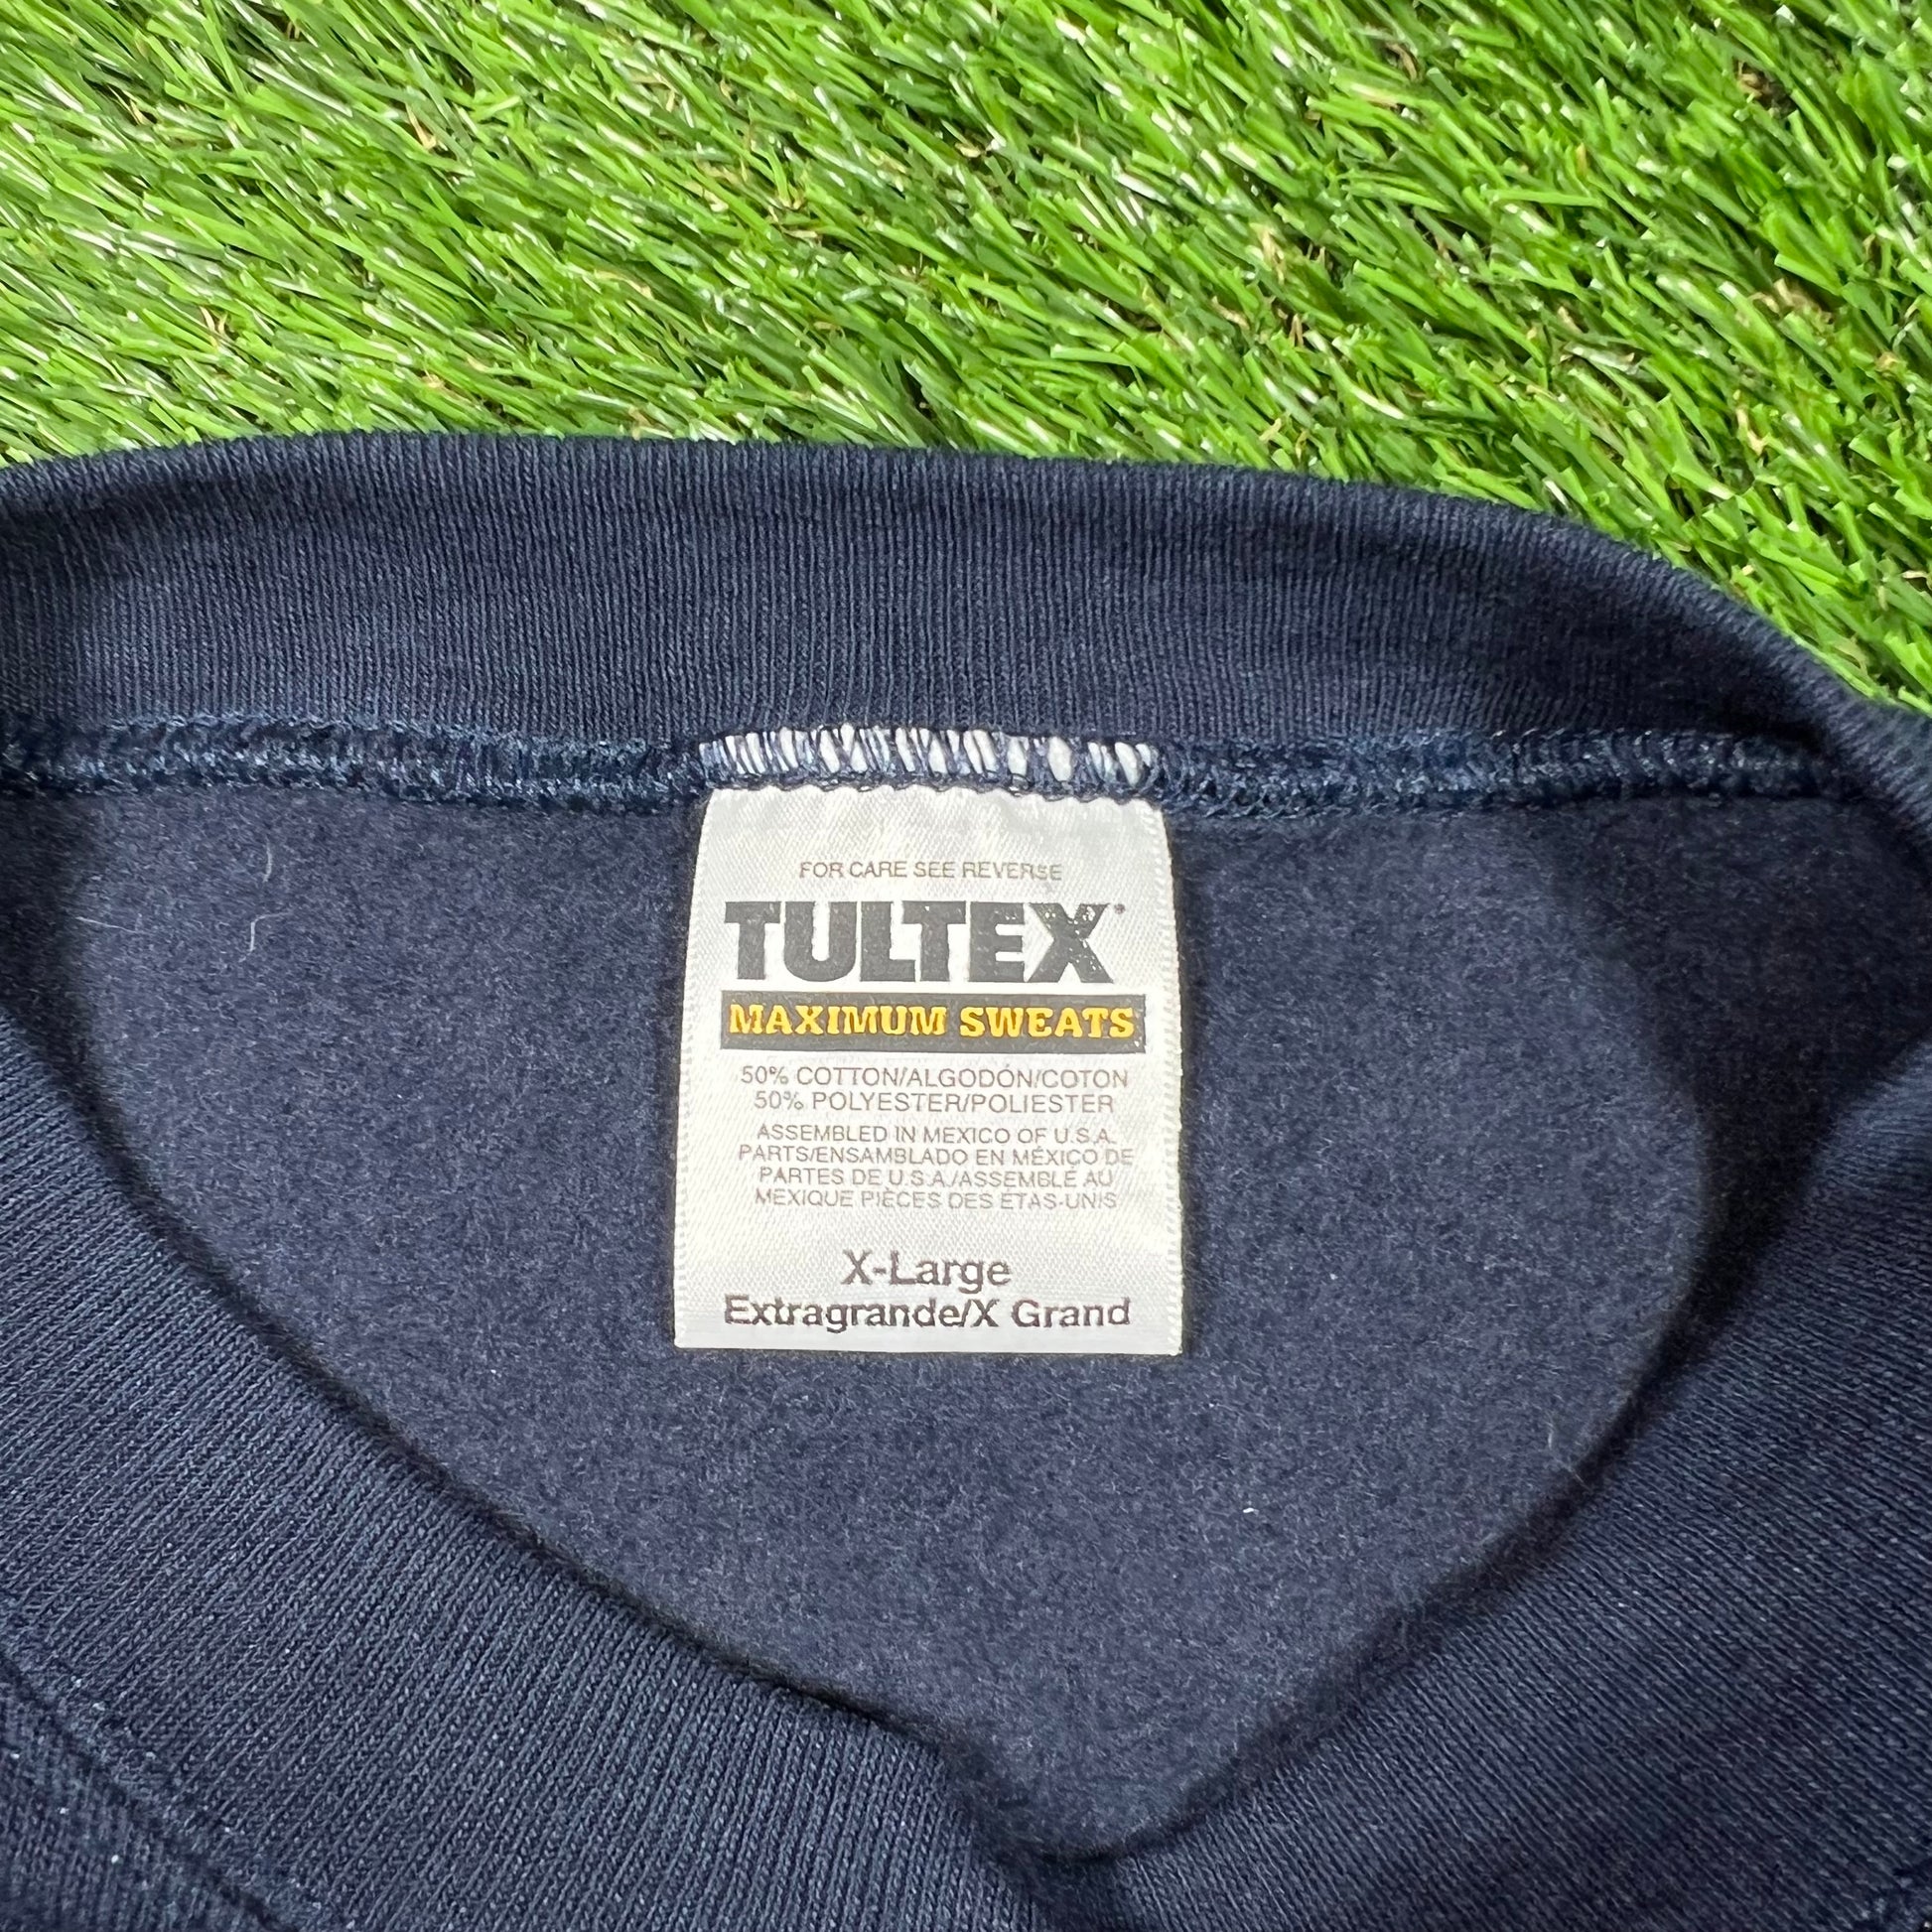 FOR CARE SEE REVERSE
TULTEX®
MAXIMUM SWEATS
50% COTTON/ALGODÓN/COTON
50% POLYESTER/POLIESTER
ASSEMBLED IN MEXICO OF U.S.A.
PARTS/ENSAMBLADO EN MÉXICO DE
PARTES DE U.S.A./ASSEMBLÉ AU
MEXIQUE PIÈCES DES ÉTAS-UNIS
X-Large
Extragrande/X Grand